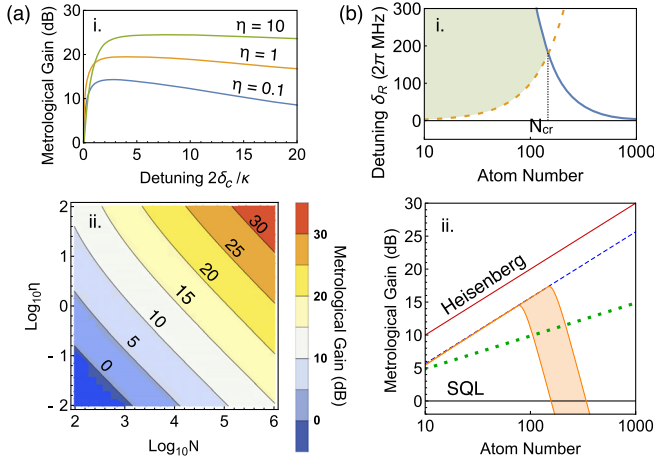 (a)
i.
Metrological Gain (dB)
30
20
10
0
η = 10
η = 1
η = 0.1
0
5
10
15
20
Detuning 2δc /κ
ii.
Log10η
2
1
0
- 1
- 2
0
5
10
15
20
25
30
2
3
4
5
6
Log10N
30
20
10
0
Metrological Gain (dB)
(b)
i.
Detuning δR (2π MHz)
300
200
100
0
Ncr
10
100
1000
Atom Number
ii.
Metrological Gain (dB)
30
25
20
15
10
5
0
Heisenberg
SQL
10
100
1000
Atom Number